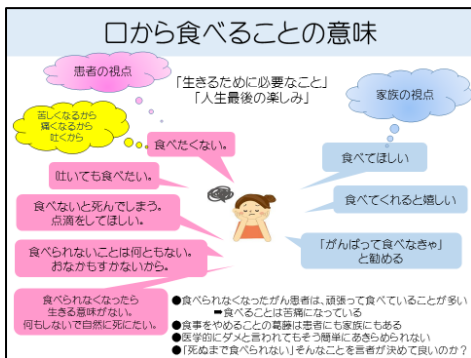 口から食べることの意味
患者の視点
「生きるために必要なこと」
「人生最後の楽しみ」
家族の視点
苦しくなるから
痛くなるから
吐くから
食べたくない。
吐いても食べたい。
食べないと死んでしまう。
点滴をしてほしい。
食べられないことは何ともない。
おなかもすかないから。
食べられなくなったら
生きる意味がない。
何もしないで自然に死にたい。
食べてほしい
食べてくれると嬉しい
「がんばって食べなきゃ」
と勧める
●食べられなくなったがん患者は、頑張って食べていることが多い
➡食べることは苦痛になっている
●食事をやめることの葛藤は患者にも家族にもある
●医学的にダメと言われてもそう簡単にあきらめられない
●「死ぬまで食べられない」そんなことを言者が決めて良いのか?